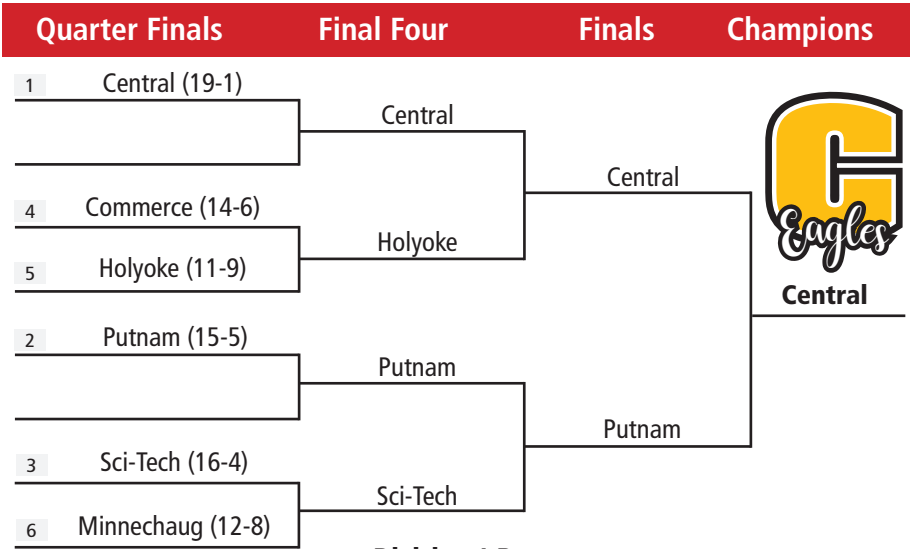 Quarter Finals Final Four Finals Champions
1 Central (19-1)
Central
Central
4 Commerce (14-6)
Holyoke
5 Holyoke (11-9)
C
Eagles
Central
2 Putnam (15-5)
Putnam
Putnam
3 Sci-Tech (16-4)
Sci-Tech
6 Minnechaug (12-8)